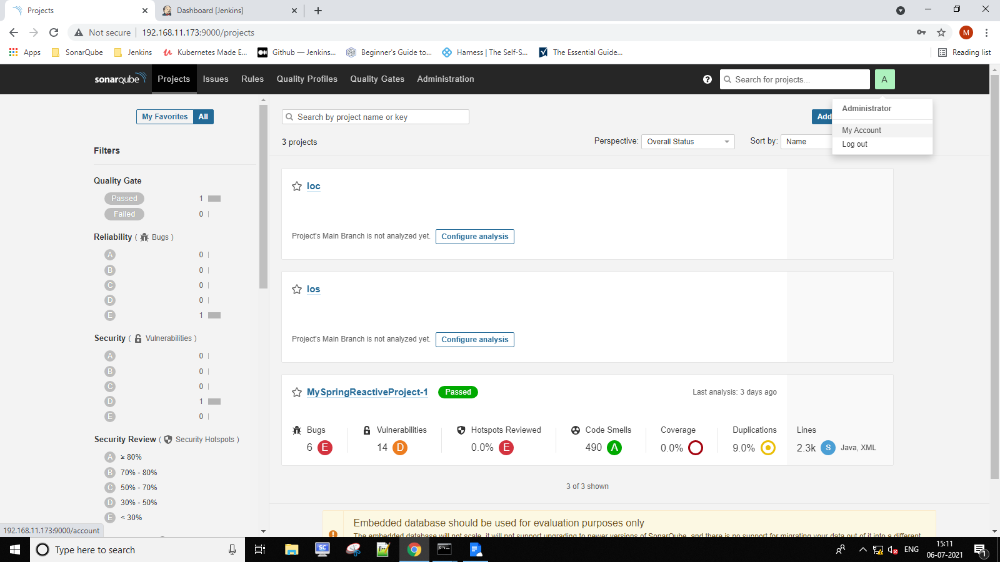 Projects
Dashboard [Jenkins]
Not secure
192.168.11.173:9000/projects
M
Apps
SonarQube
Jenkins
Kubernetes Made E...
Github — Jenkins...
Beginner's Guide to...
Harness | The Self-S...
The Essential Guide...
Reading list
sonarqube
Projects
Issues
Rules
Quality Profiles
Quality Gates
Administration
Search for projects...
A
Administrator
My Account
Log out
My Favorites
All
Search by project name or key
Add
3 projects
Perspective:
Overall Status
Sort by:
Name
Filters
Quality Gate
Passed 1
Failed 0
Reliability ( Bugs )
A 0
B 0
C 0
D 0
E 1
Security ( Vulnerabilities )
A 0
B 0
C 0
D 1
E 0
Security Review ( Security Hotspots )
A ≥ 80%
B 70% - 80%
C 50% - 70%
D 30% - 50%
E < 30%
Project's Main Branch is not analyzed yet.
Configure analysis
Project's Main Branch is not analyzed yet.
Configure analysis
MySpringReactiveProject-1
Passed
Last analysis: 3 days ago
Bugs
6 E
Vulnerabilities
14 D
Hotspots Reviewed
0.0% E
Code Smells
490 A
Coverage
0.0%
Duplications
9.0%
Lines
2.3k S Java, XML
3 of 3 shown
Embedded database should be used for evaluation purposes only
The embedded database will not scale, it will not support upgrading to newer versions of SonarQube, and there is no support for migrating your data out of it into a different
192.168.11.173:9000/account
Type here to search
SC
ENG
15:11
06-07-2021
1